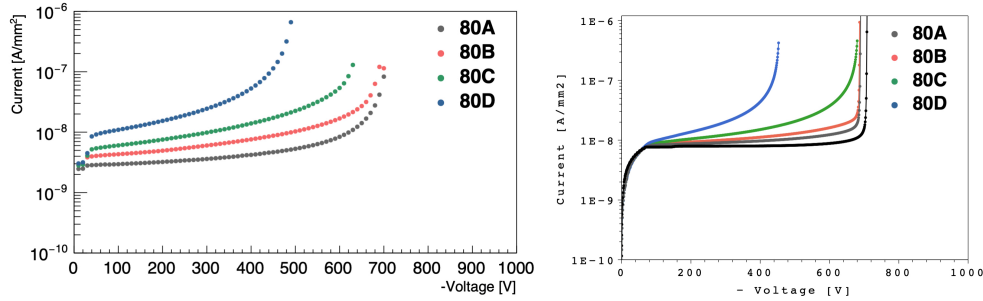 Current [A/mm²]
10⁻⁶
10⁻⁷
10⁻⁸
10⁻⁹
10⁻¹⁰
80A
80B
80C
80D
0 100 200 300 400 500 600 700 800 900 1000
-Voltage [V]
Current [A/mm2]
1E-6
1E-7
1E-8
1E-9
1E-10
80A
80B
80C
80D
0 200 400 600 800 1000
- Voltage [V]